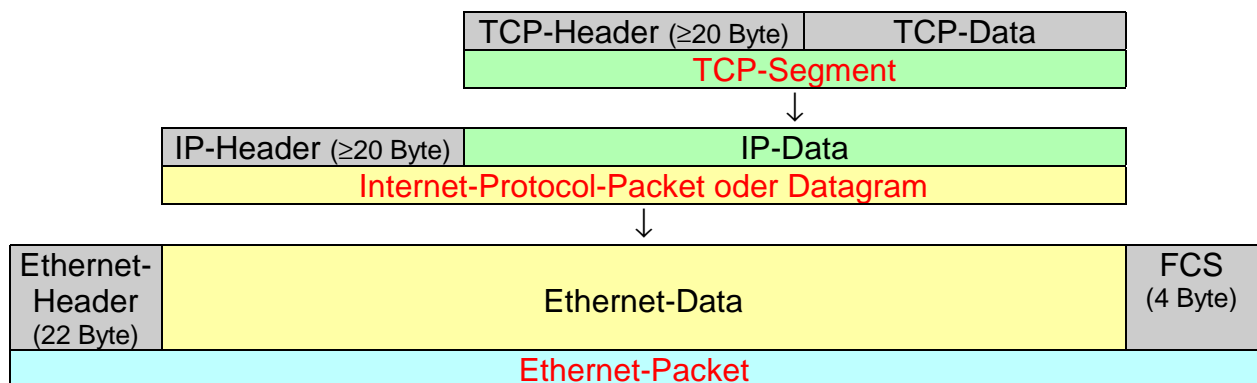 TCP-Header (≥20 Byte) TCP-Data
TCP-Segment
↓
IP-Header (≥20 Byte) IP-Data
Internet-Protocol-Packet oder Datagram
↓
Ethernet-
Header
(22 Byte)
Ethernet-Data
FCS
(4 Byte)
Ethernet-Packet